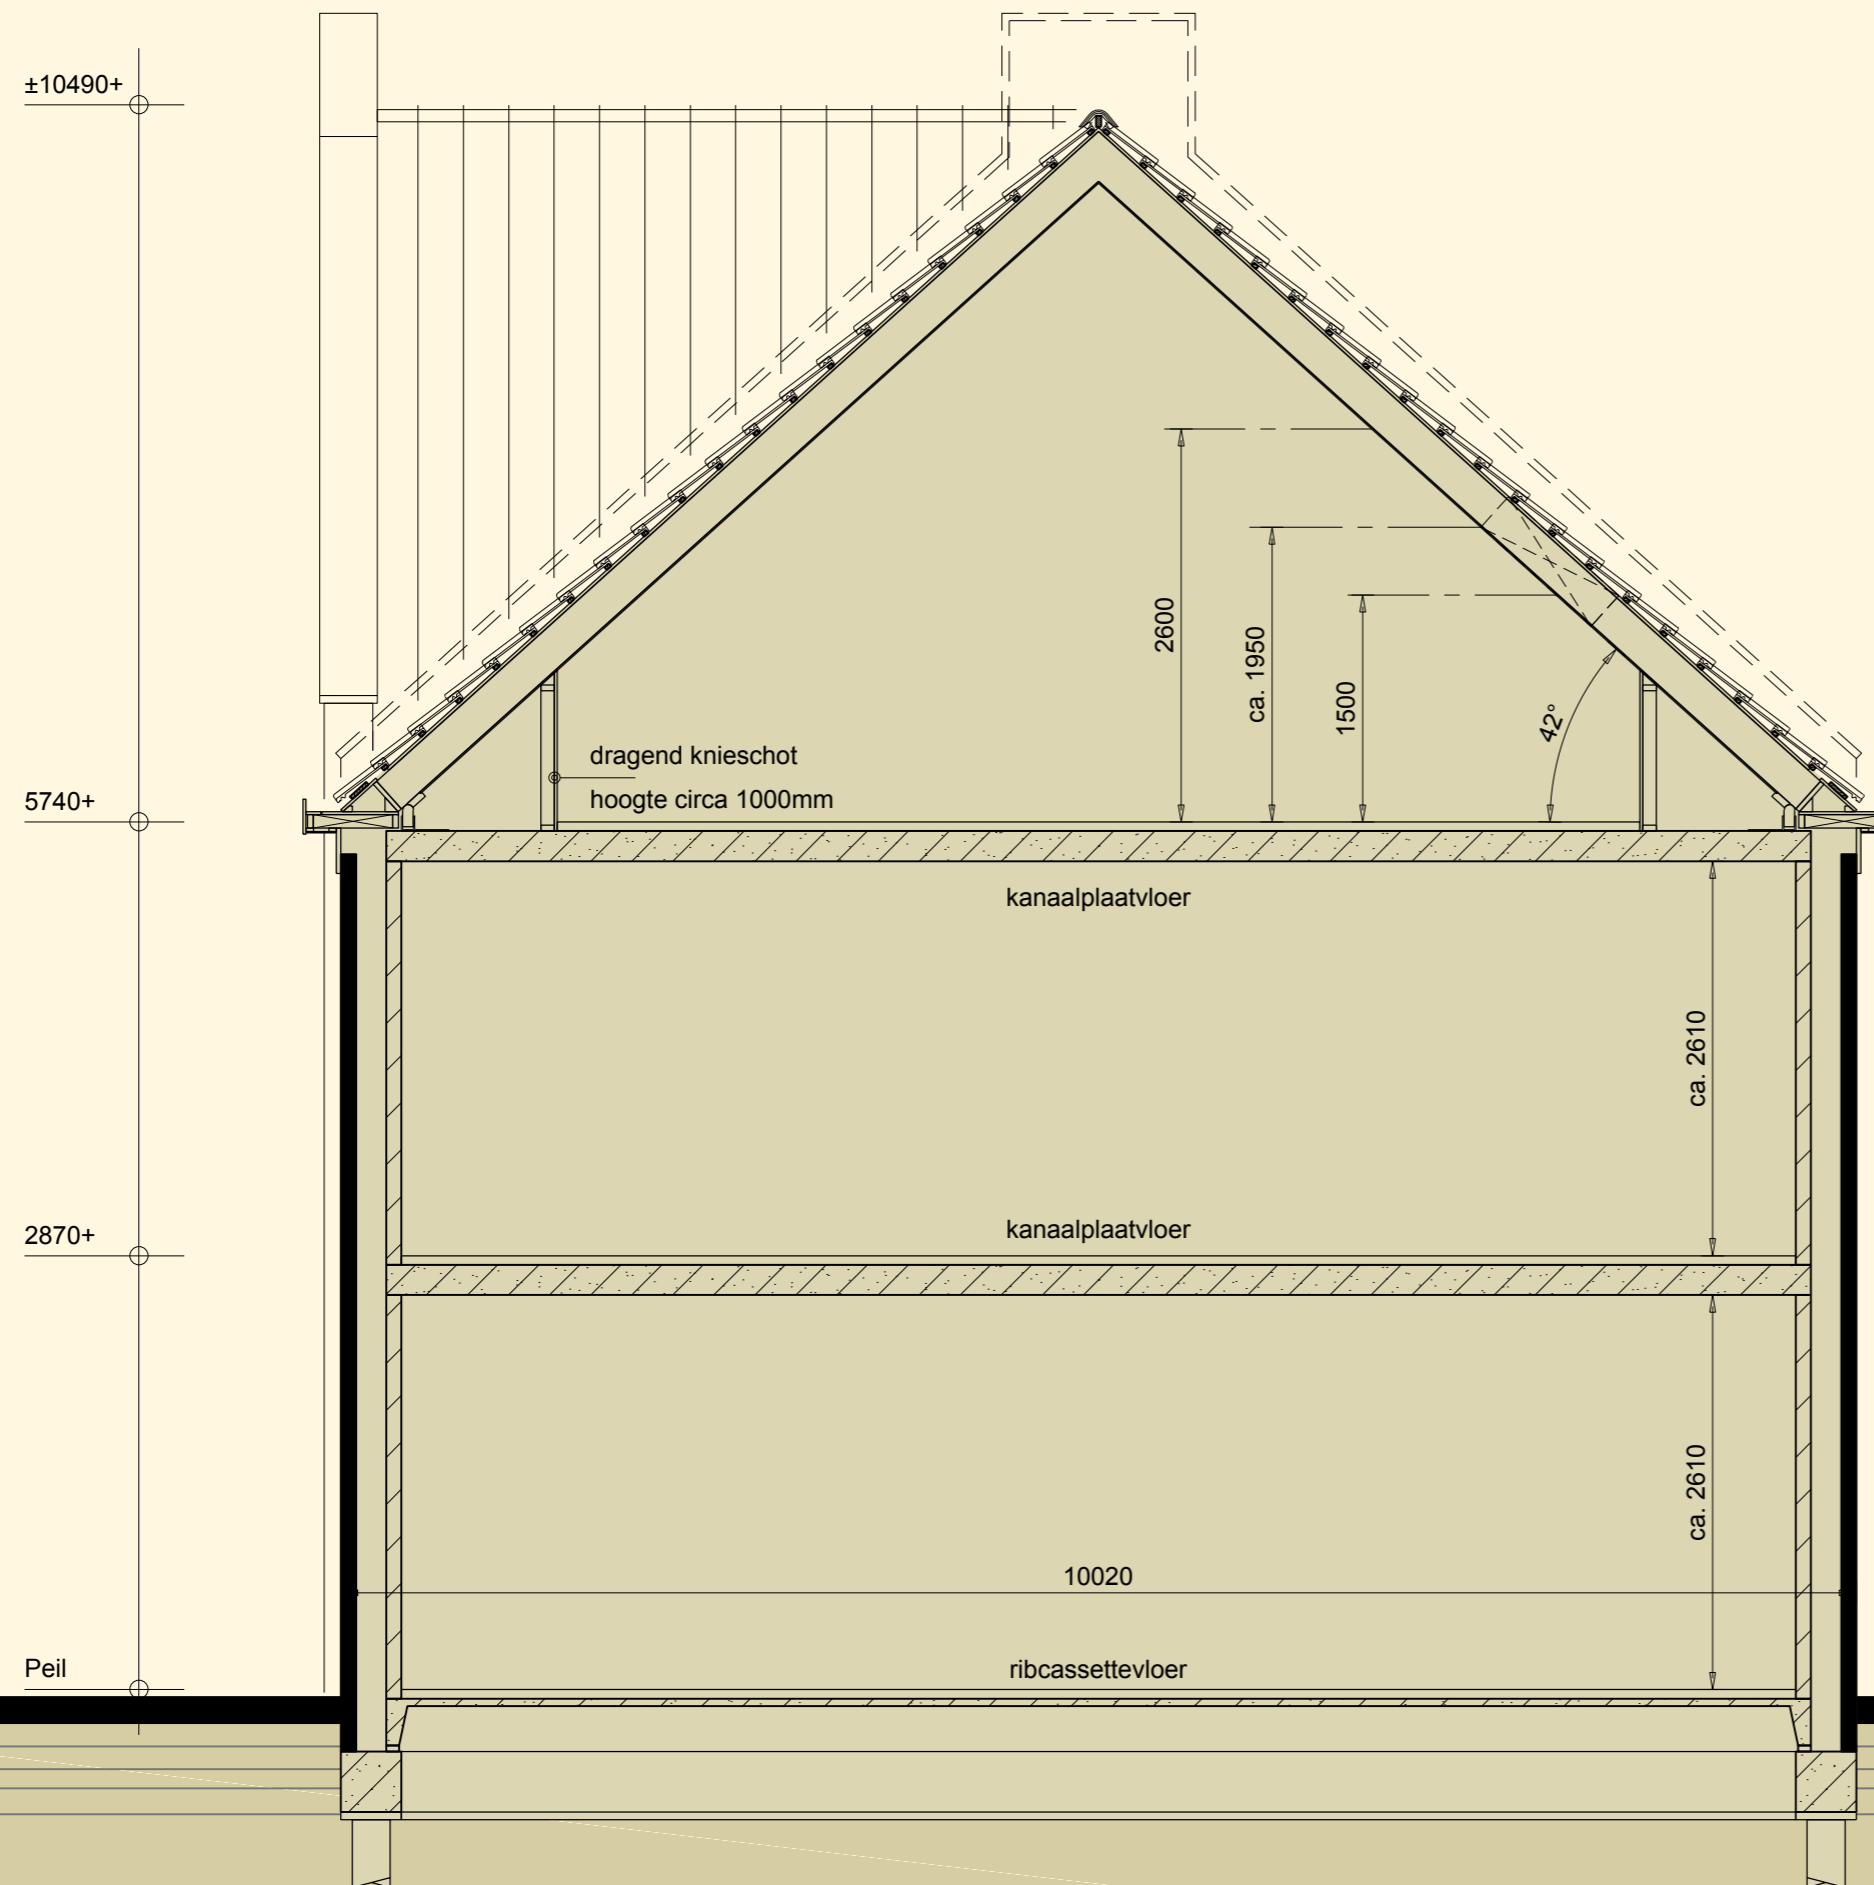 ±10490+
2600
ca. 1950
1500
42°
dragend knieschot
hoogte circa 1000mm
5740+
kanaalplaatvloer
ca. 2610
kanaalplaatvloer
2870+
ca. 2610
10020
Peil
ribcassettevloer